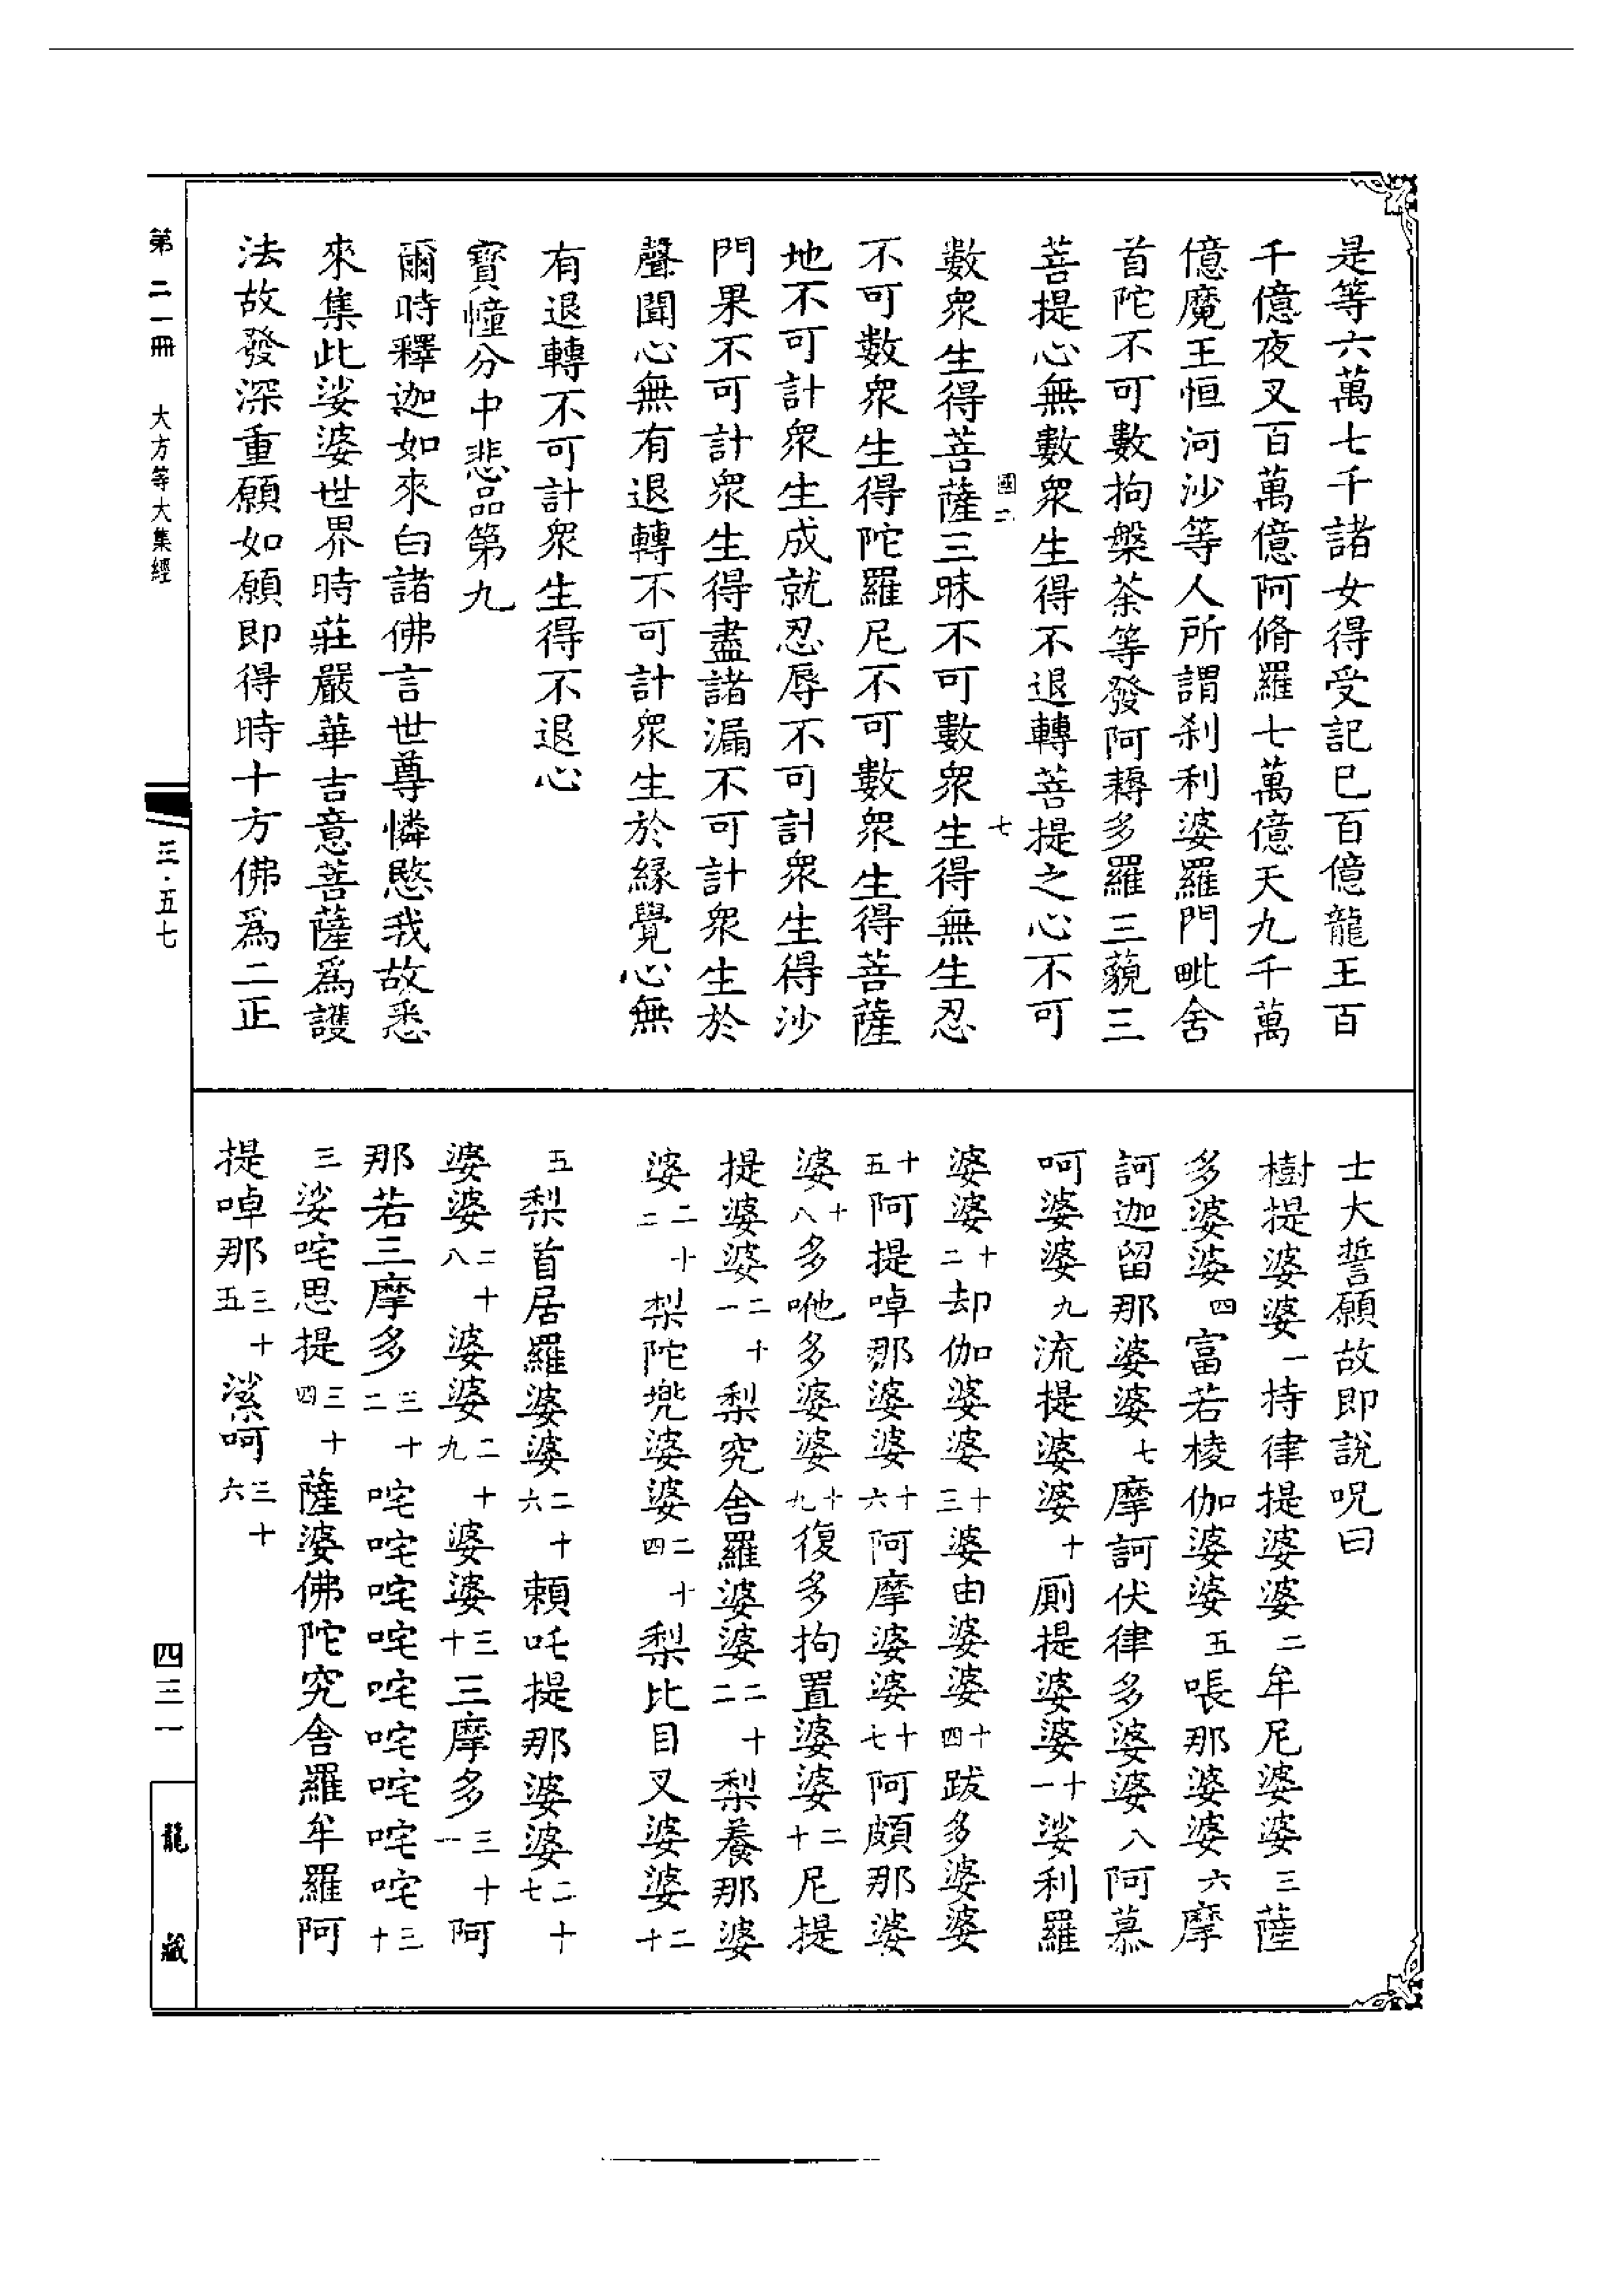 是等六萬七千諸女得受記已百億龍王百
千億夜叉百萬億阿脩羅七萬億天九千萬
億魔王恒河沙等人所謂刹利婆羅門毗舍
首陀不可數拘槃茶等發阿耨多羅三藐三
菩提心無數衆生得不退轉菩提之心不可
國二 七
數衆生得菩薩三昧不可數衆生得無生忍
不可數衆生得陀羅尼不可數衆生得菩薩
地不可計衆生成就忍辱不可計衆生得沙
門果不可計衆生得盡諸漏不可計衆生於
聲聞心無有退轉不可計衆生於緣覺心無
有退轉不可計衆生得不退心
寶幢分中悲品第九
爾時釋迦如來白諸佛言世尊憐愍我故悉
來集此娑婆世界時莊嚴華吉意菩薩爲護
法故發深重願如願即得時十方佛爲二正
士大誓願故即說呪曰
樹提婆婆一持律提婆婆二牟尼婆婆三薩
多婆婆四富若棱伽婆婆五唳那婆婆六摩
訶迦留那婆婆七摩訶伏律多婆婆八阿慕
呵婆婆九流提婆婆十厠提婆婆十一娑利羅
婆婆十二却伽婆婆十三婆由婆婆十四跋多婆婆
十五阿提啅那婆婆十六阿摩婆婆十七阿頗那婆
婆十八多咃多婆婆十九復多拘置婆婆二十尼提
提婆婆二十一梨究舍羅婆婆二十二梨養那婆
婆二十二梨陀兜婆婆二十四梨比目叉婆婆二十
五梨首居羅婆婆二十六賴吒提那婆婆二十七
婆婆二十八婆婆二十九婆婆三十三摩多三十一阿
那若三摩多三十二咤咤咤咤咤咤咤咤咤三十
三娑咤思提三十四薩婆佛陀究舍羅牟羅阿
提啅那三十五㵖呵三十六
第二一冊 大方等大集經
三·五七
四三一
龍藏